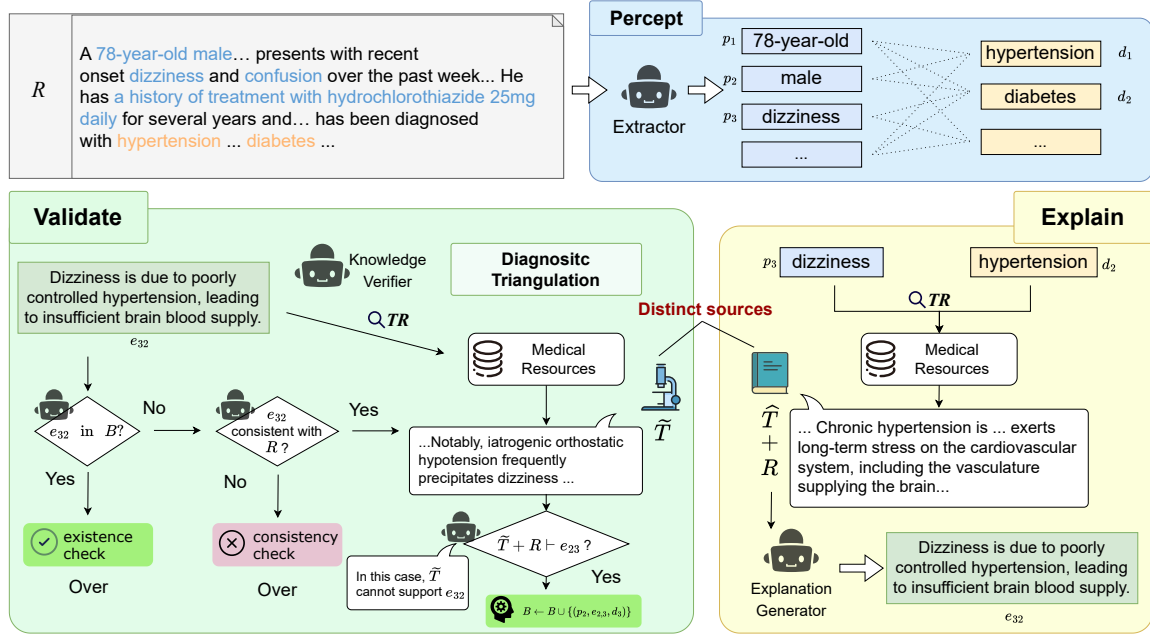 R
A 78-year-old male… presents with recent
onset dizziness and confusion over the past week... He
has a history of treatment with hydrochlorothiazide 25mg
daily for several years and… has been diagnosed
with hypertension ... diabetes ...
Percept
Extractor
p₁
78-year-old
p₂
male
p₃
dizziness
...
hypertension
d₁
diabetes
d₂
...
Validate
Dizziness is due to poorly
controlled hypertension, leading
to insufficient brain blood supply.
e₃₂
Knowledge
Verifier
TR
Diagnositc
Triangulation
Medical
Resources
T̃
e₃₂ in B?
No
Yes
e₃₂
consistent with
R ?
Yes
No
...Notably, iatrogenic orthostatic
hypotension frequently
precipitates dizziness ...
existence
check
Over
consistency
check
Over
T̃ + R ⊢ e₂₃ ?
In this case, T̃
cannot support e₃₂
Yes
B ← B ∪ {(p₂, e₂,₃, d₃)}
Distinct sources
Explain
p₃
dizziness
hypertension
d₂
TR
Medical
Resources
T̂
+
R
... Chronic hypertension is ... exerts
long-term stress on the cardiovascular
system, including the vasculature
supplying the brain...
Explanation
Generator
Dizziness is due to poorly
controlled hypertension, leading
to insufficient brain blood supply.
e₃₂